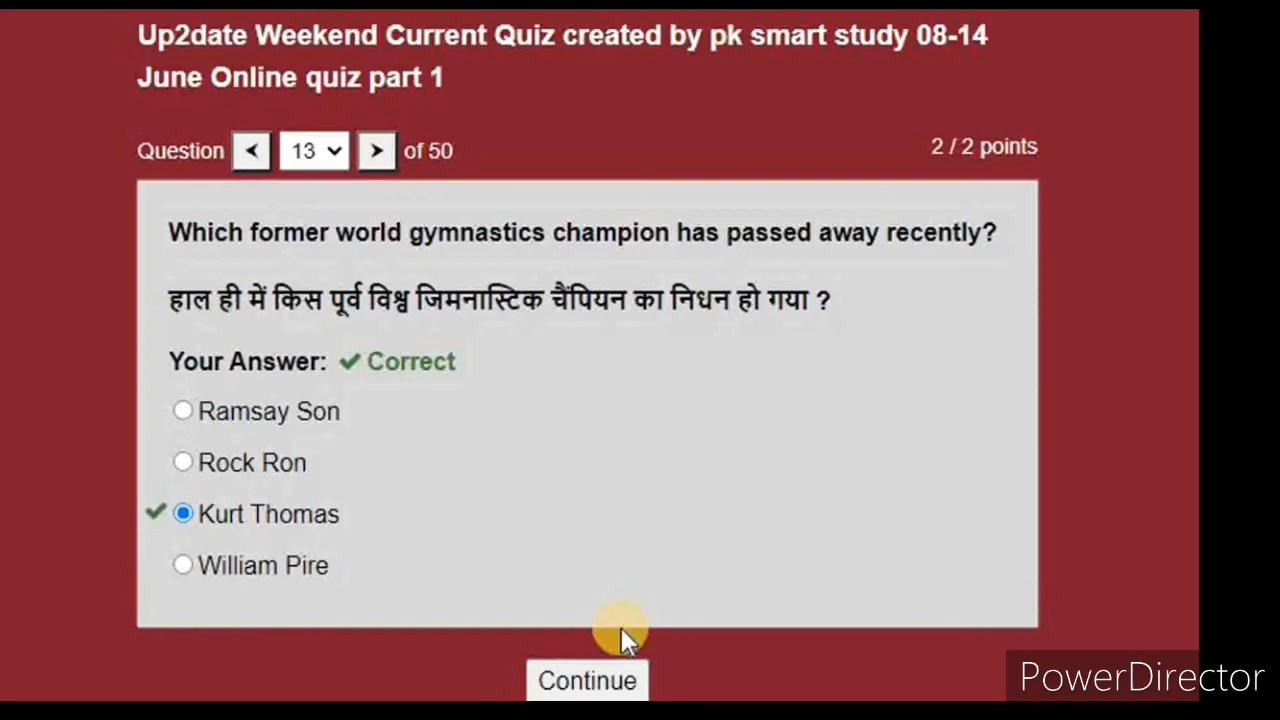 Up2date Weekend Current Quiz created by pk smart study 08-14
June Online quiz part 1
Question 13 of 50
2 / 2 points
Which former world gymnastics champion has passed away recently?
हाल ही में किस पूर्व विश्व जिमनास्टिक चैंपियन का निधन हो गया ?
Your Answer: Correct
Ramsay Son
Rock Ron
Kurt Thomas
William Pire
Continue
PowerDirector